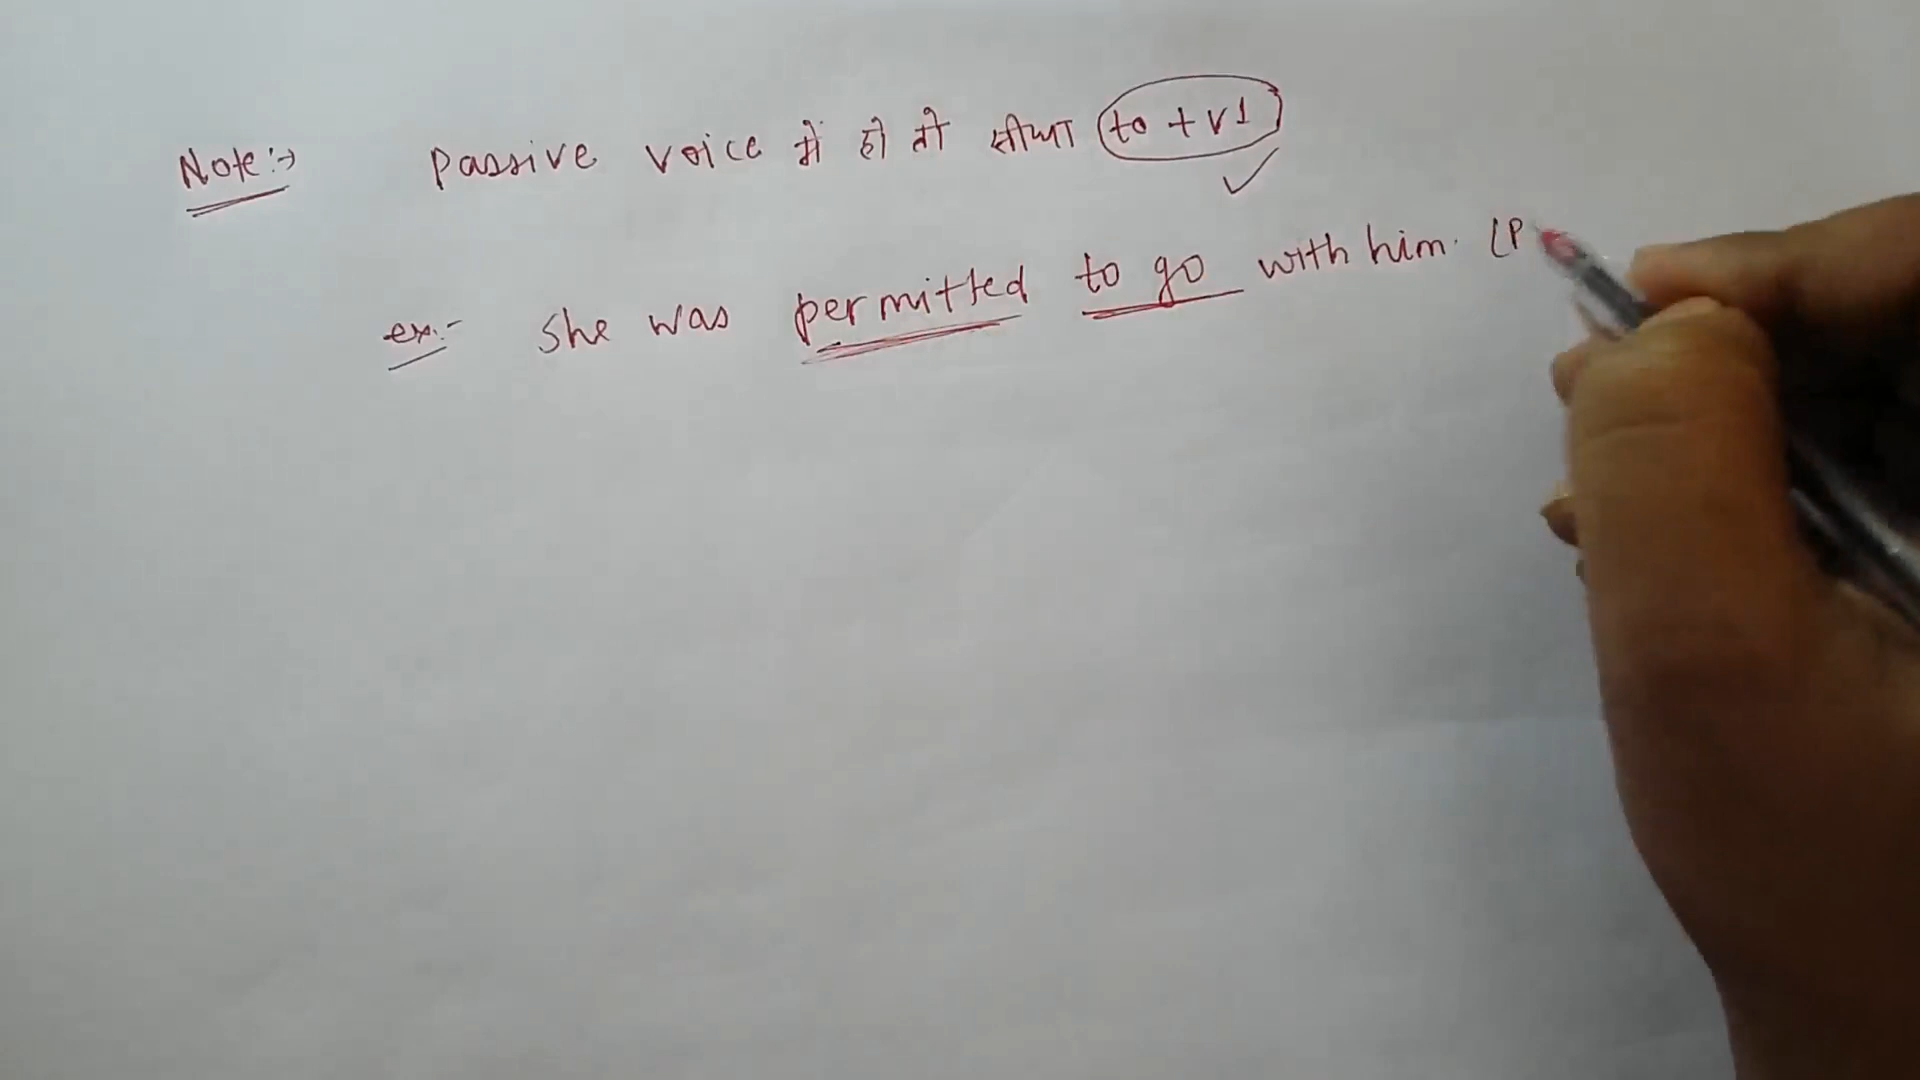 Note:→ Passive voice में हो तो सीधा to + v1
ex:- She was permitted to go with him. (P